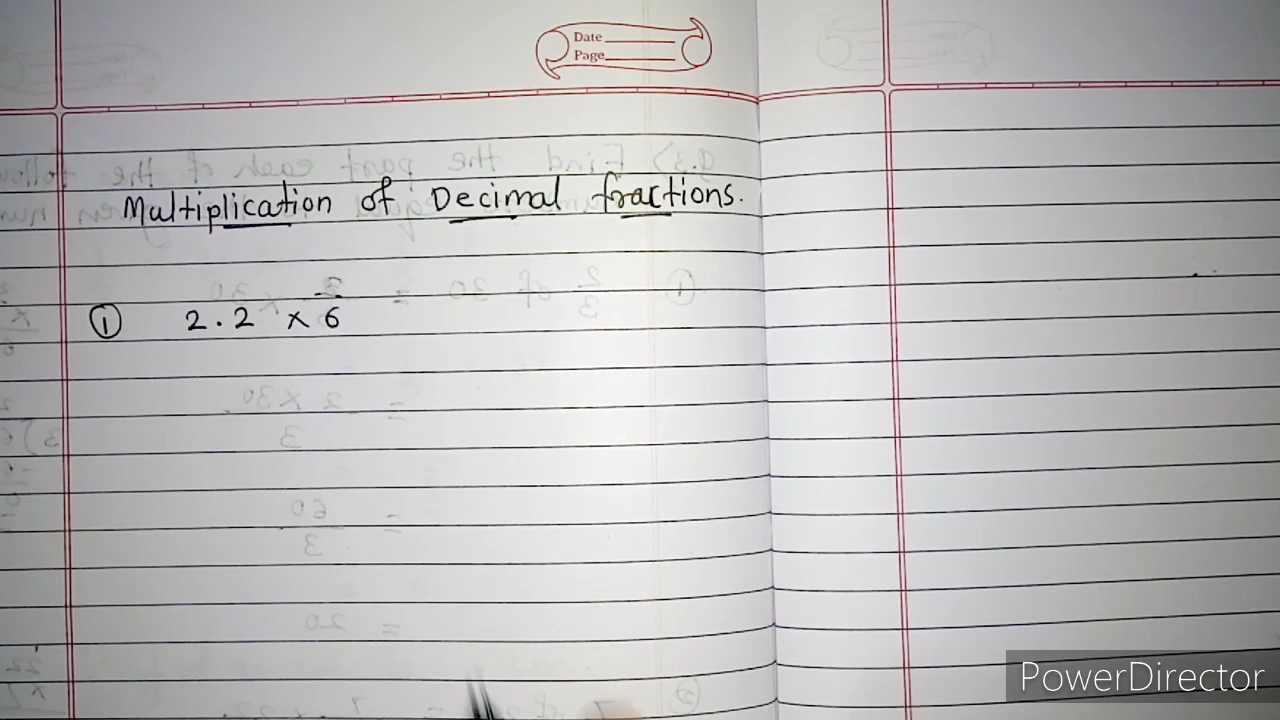 Date
Page
Multiplication of Decimal fractions.
① 2.2 × 6
PowerDirector